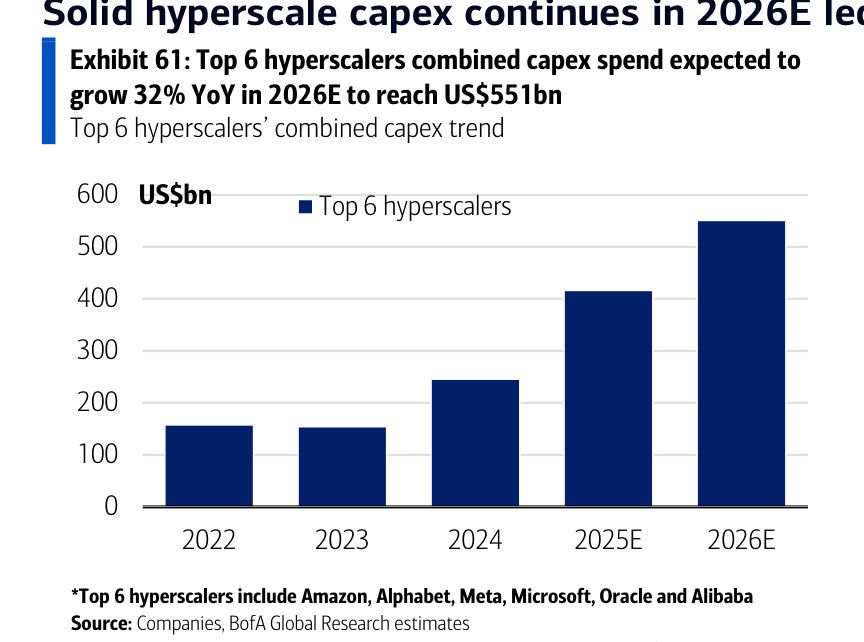 Solid hyperscale capex continues in 2026E
Exhibit 61: Top 6 hyperscalers combined capex spend expected to
grow 32% YoY in 2026E to reach US$551bn
Top 6 hyperscalers’ combined capex trend
600 US$bn
Top 6 hyperscalers
500
400
300
200
100
0
2022 2023 2024 2025E 2026E
*Top 6 hyperscalers include Amazon, Alphabet, Meta, Microsoft, Oracle and Alibaba
Source: Companies, BofA Global Research estimates